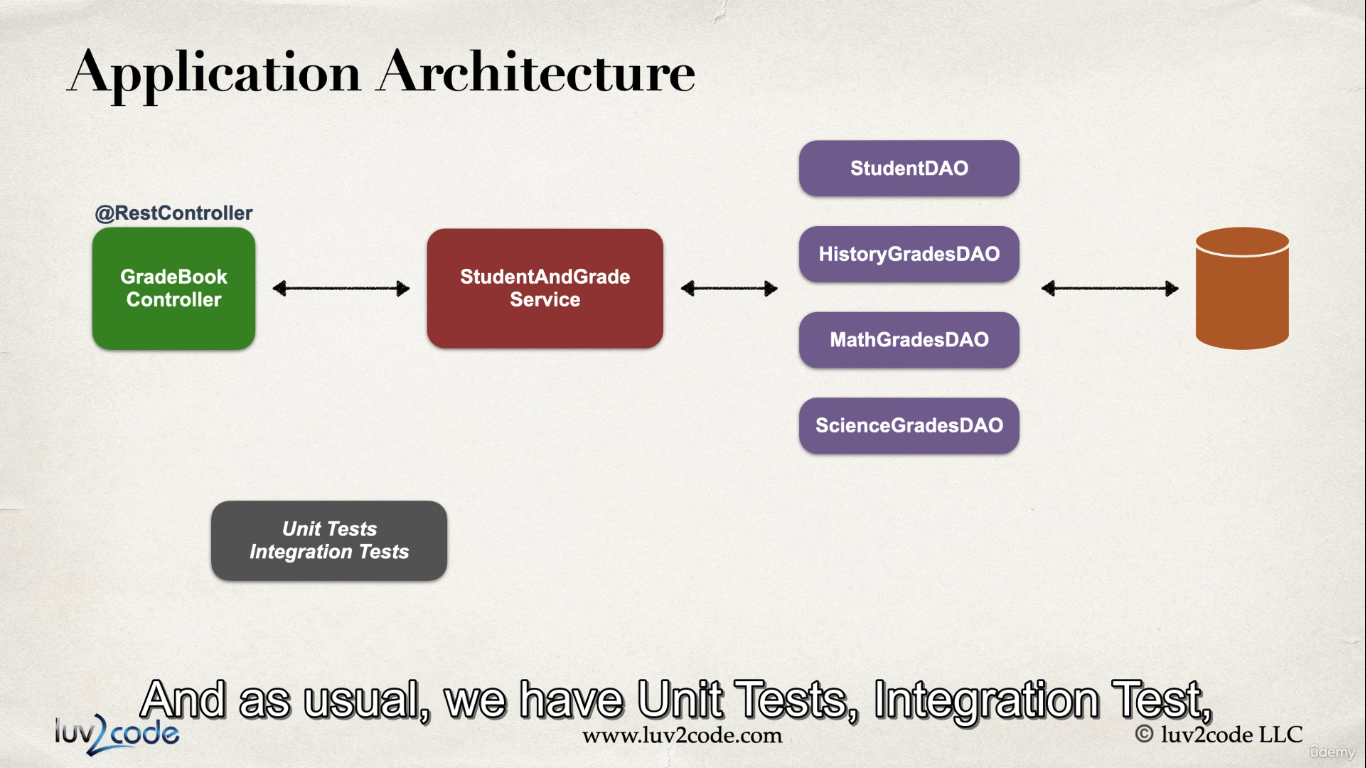 Application Architecture
StudentDAO
@RestController
HistoryGradesDAO
GradeBook
Controller
StudentAndGrade
Service
MathGradesDAO
ScienceGradesDAO
Unit Tests
Integration Tests
And as usual, we have Unit Tests, Integration Test,
luv2code
www.luv2code.com
© luv2code LLC
ûdemy